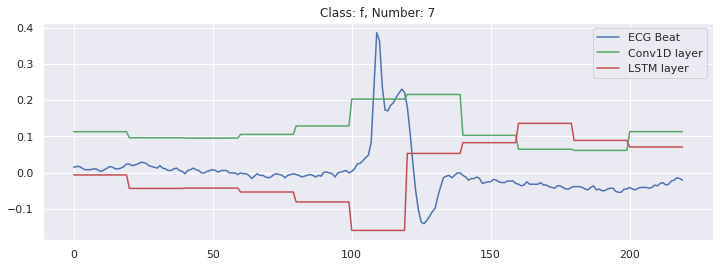 Class: f, Number: 7
ECG Beat
Conv1D layer
LSTM layer
0.4
0.3
0.2
0.1
0.0
−0.1
0 50 100 150 200